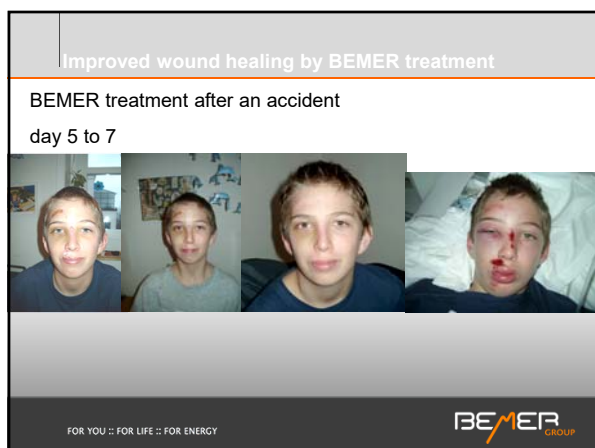 Improved wound healing by BEMER treatment
BEMER treatment after an accident
day 5 to 7
FOR YOU :: FOR LIFE :: FOR ENERGY
BEMER
GROUP